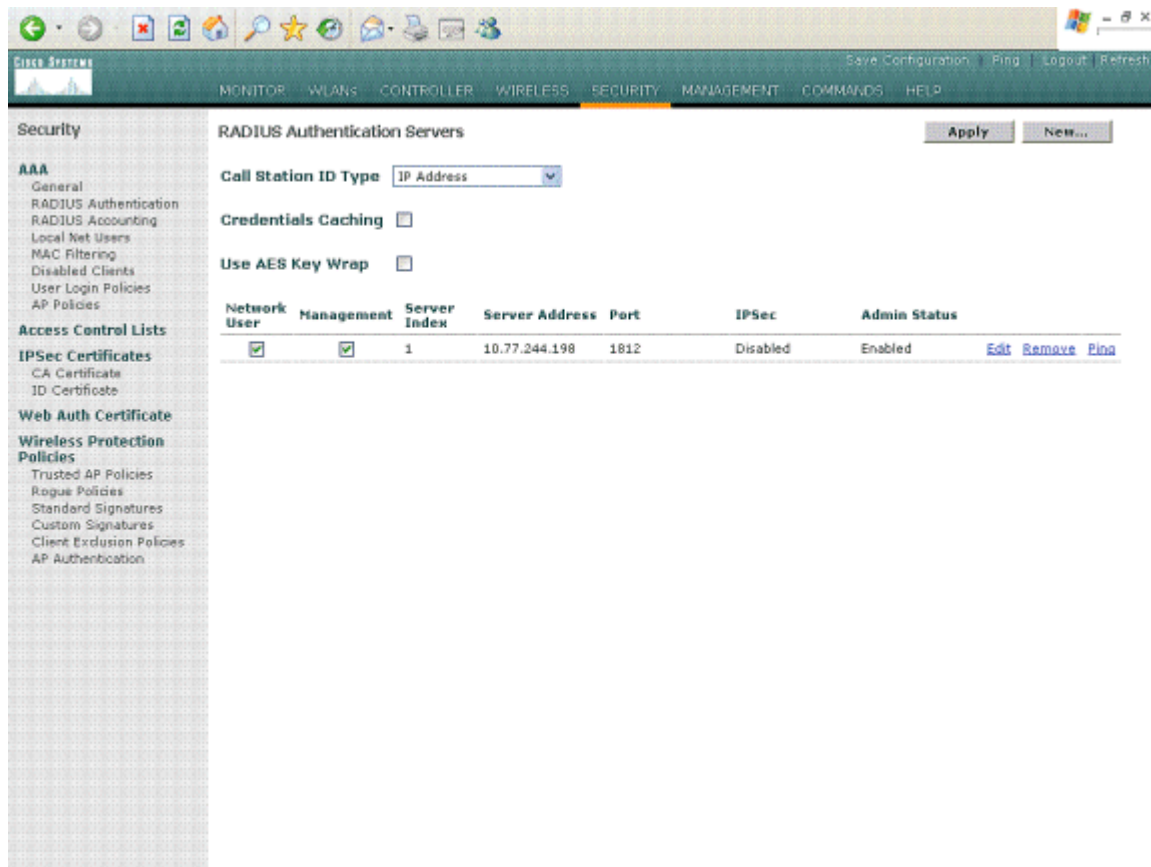 CISCO SYSTEMS
Save Configuration | Ping | Logout | Refresh
MONITOR WLANs CONTROLLER WIRELESS SECURITY MANAGEMENT COMMANDS HELP
Security
AAA
General
RADIUS Authentication
RADIUS Accounting
Local Net Users
MAC Filtering
Disabled Clients
User Login Policies
AP Policies
Access Control Lists
IPSec Certificates
CA Certificate
ID Certificate
Web Auth Certificate
Wireless Protection
Policies
Trusted AP Policies
Rogue Policies
Standard Signatures
Custom Signatures
Client Exclusion Policies
AP Authentication
RADIUS Authentication Servers
Apply New...
Call Station ID Type IP Address
Credentials Caching
Use AES Key Wrap
Network User Management Server Index Server Address Port IPSec Admin Status
1 10.77.244.198 1812 Disabled Enabled Edit Remove Ping